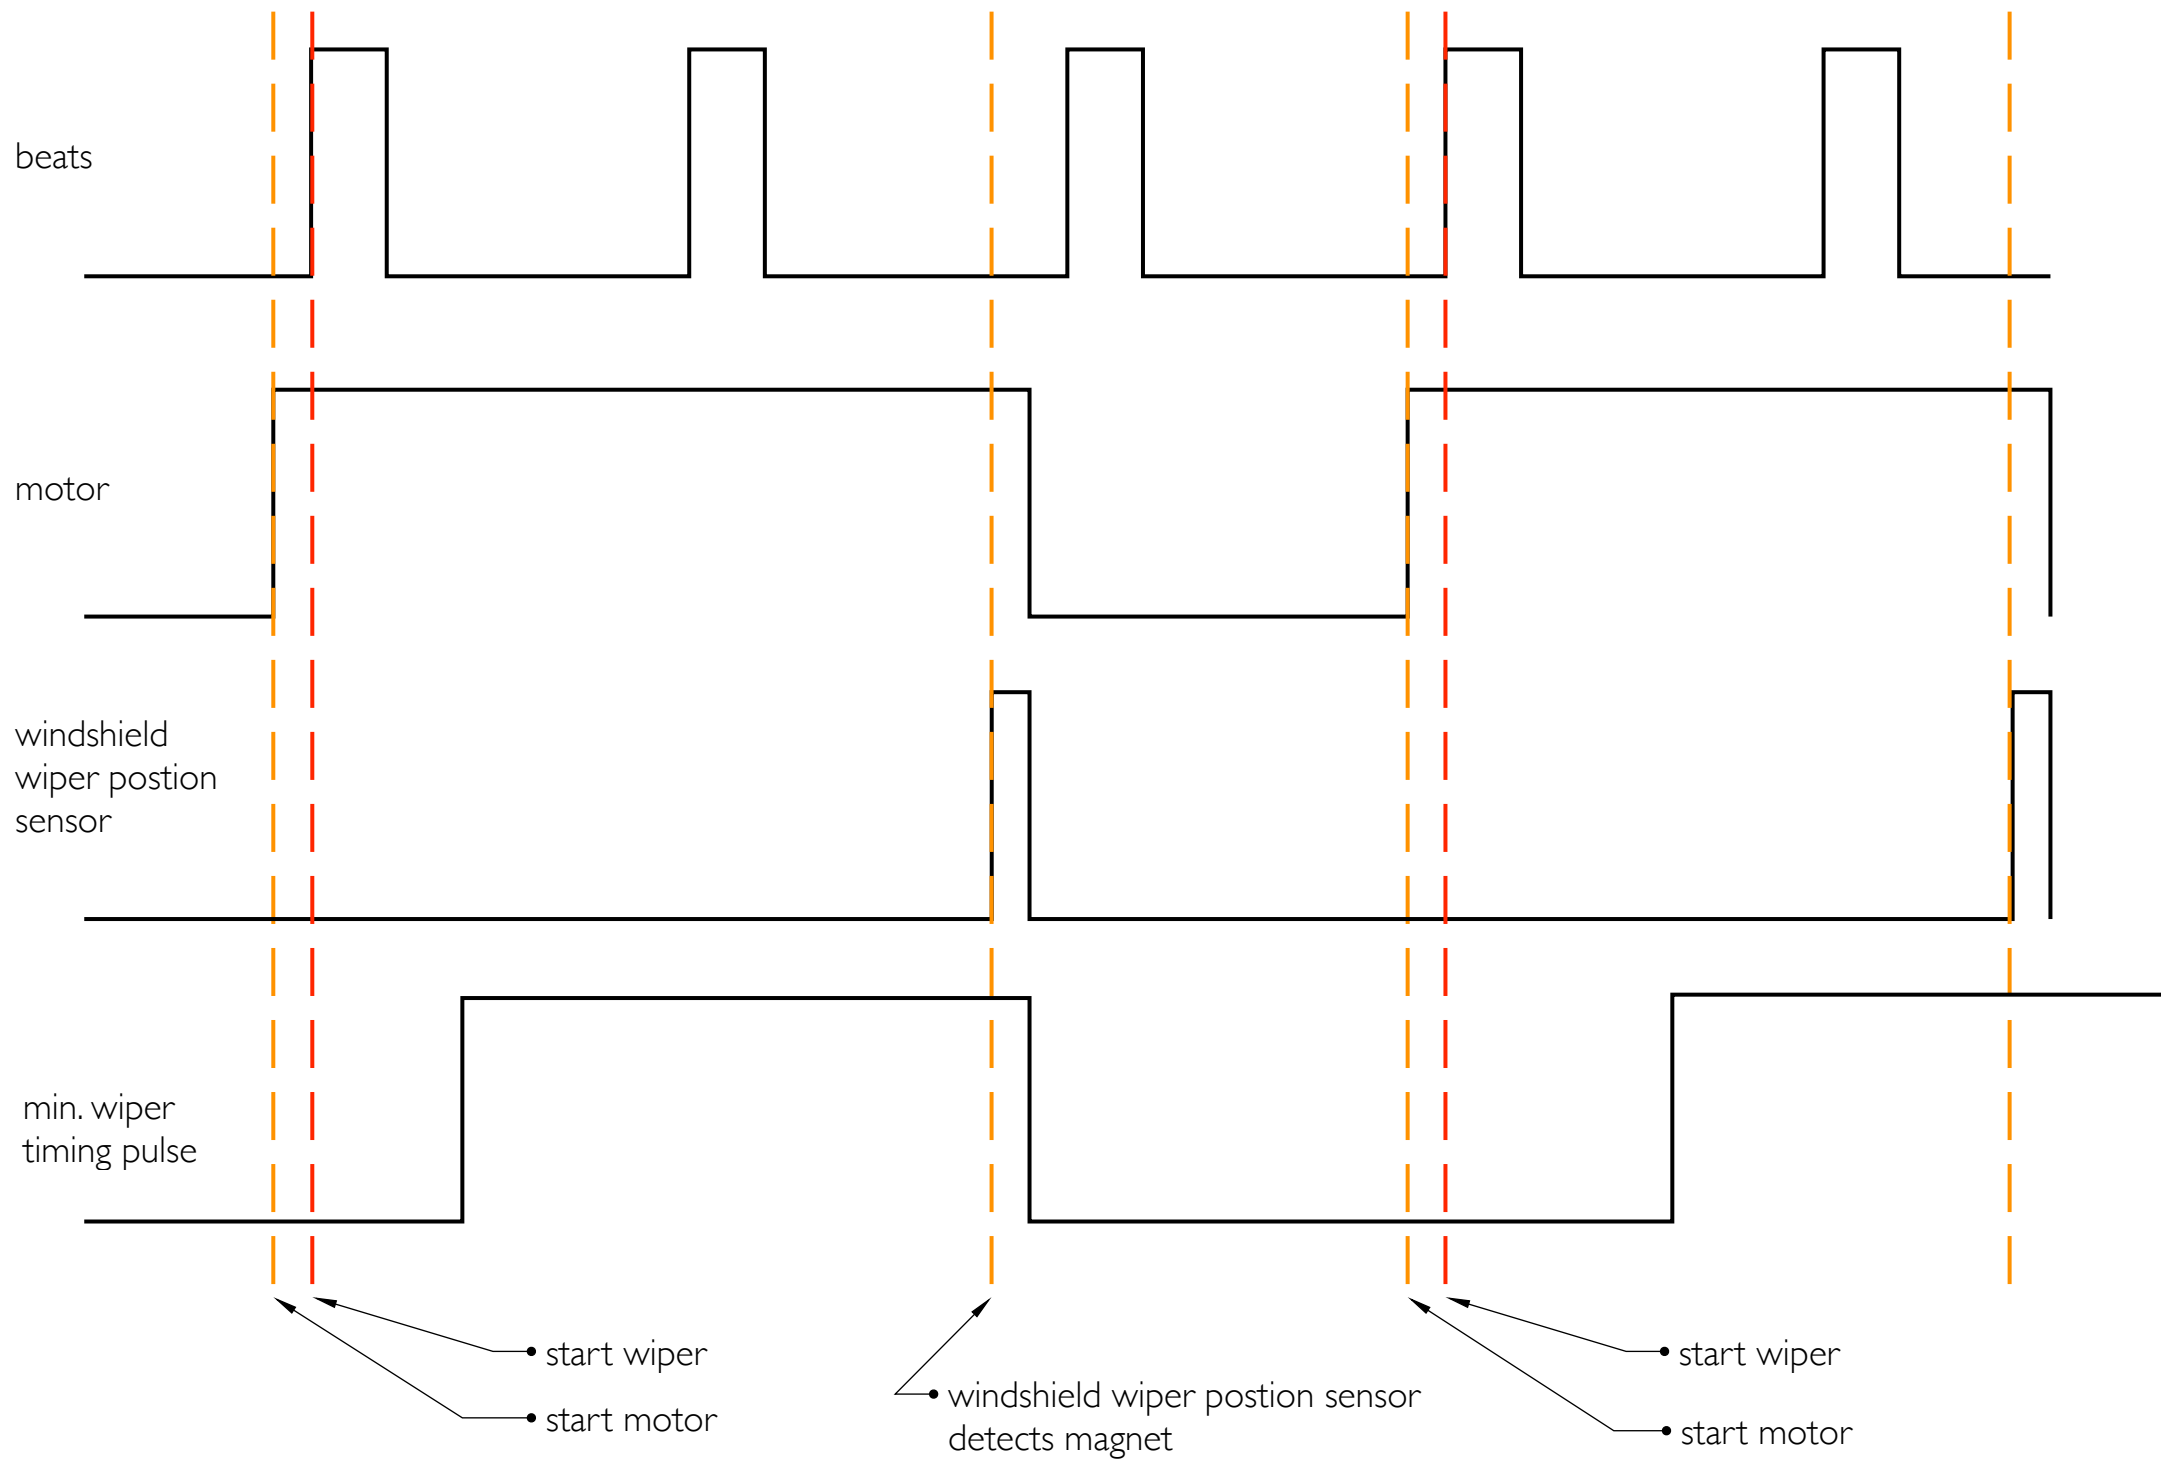 beats
motor
windshield
wiper postion
sensor
min. wiper
timing pulse
start wiper
start motor
windshield wiper postion sensor
detects magnet
start wiper
start motor